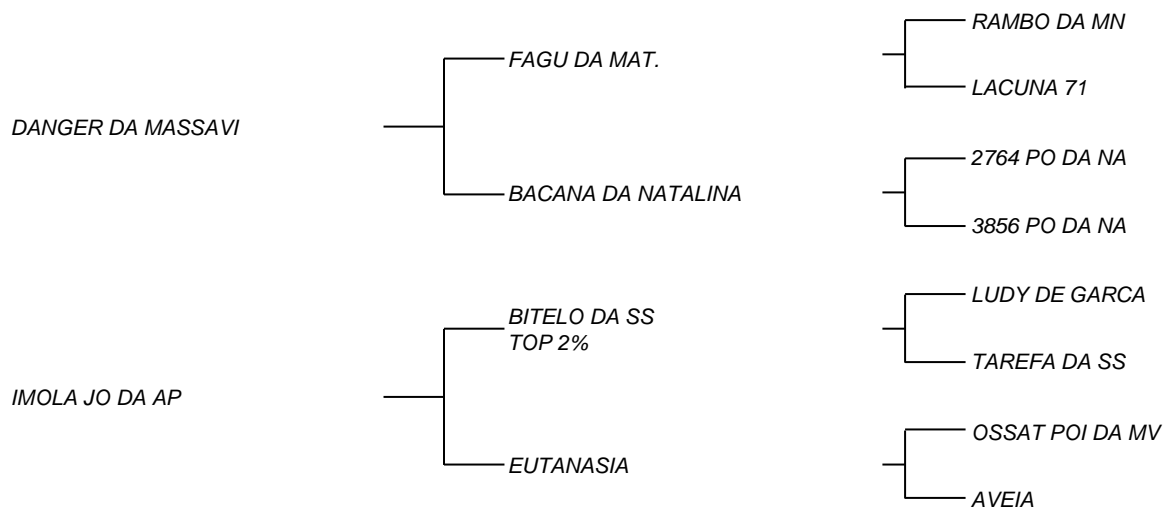 RAMBO DA MN
FAGU DA MAT.
LACUNA 71
DANGER DA MASSAVI
2764 PO DA NA
BACANA DA NATALINA
3856 PO DA NA
LUDY DE GARCA
BITELO DA SS
TOP 2%
TAREFA DA SS
IMOLA JO DA AP
OSSAT POI DA MV
EUTANASIA
AVEIA